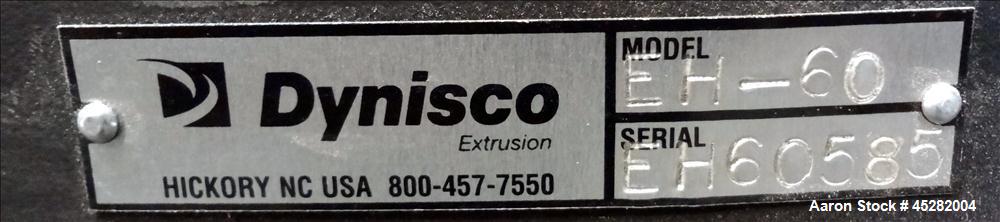 Dynisco
Extrusion
HICKORY NC USA 800-457-7550
MODEL
EH-60
SERIAL
EH60585
Aaron Stock # 45282004